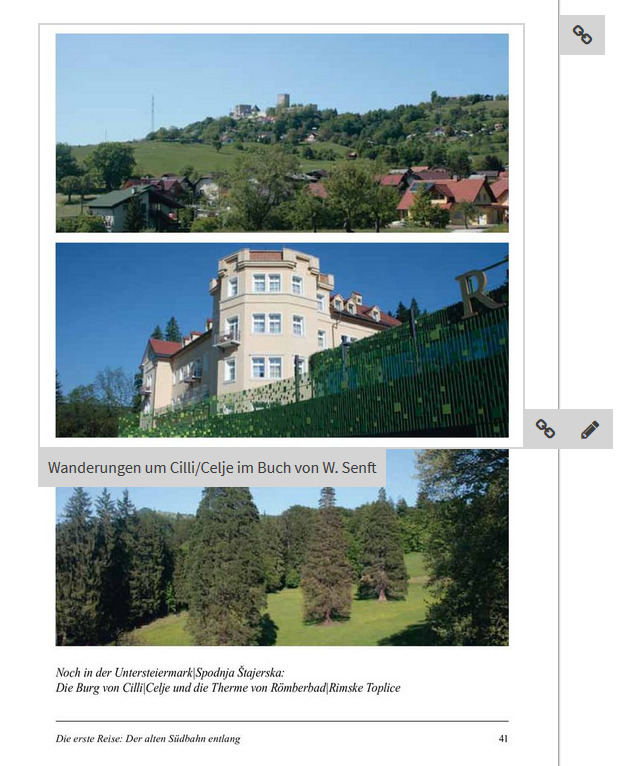 R
Wanderungen um Cilli/Celje im Buch von W. Senft
Noch in der Untersteiermark|Spodnja Štajerska:
Die Burg von Cilli|Celje und die Therme von Römerbad|Rimske Toplice
Die erste Reise: Der alten Südbahn entlang 41